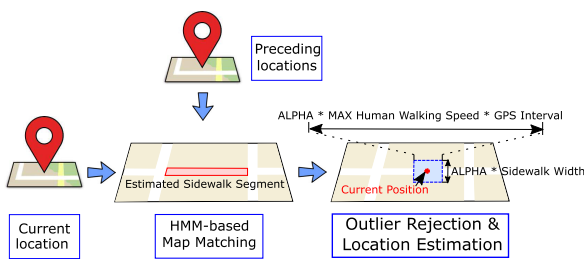 Preceding
locations
ALPHA * MAX Human Walking Speed * GPS Interval
Estimated Sidewalk Segment
ALPHA * Sidewalk Width
Current Position
Current
location
HMM-based
Map Matching
Outlier Rejection &
Location Estimation